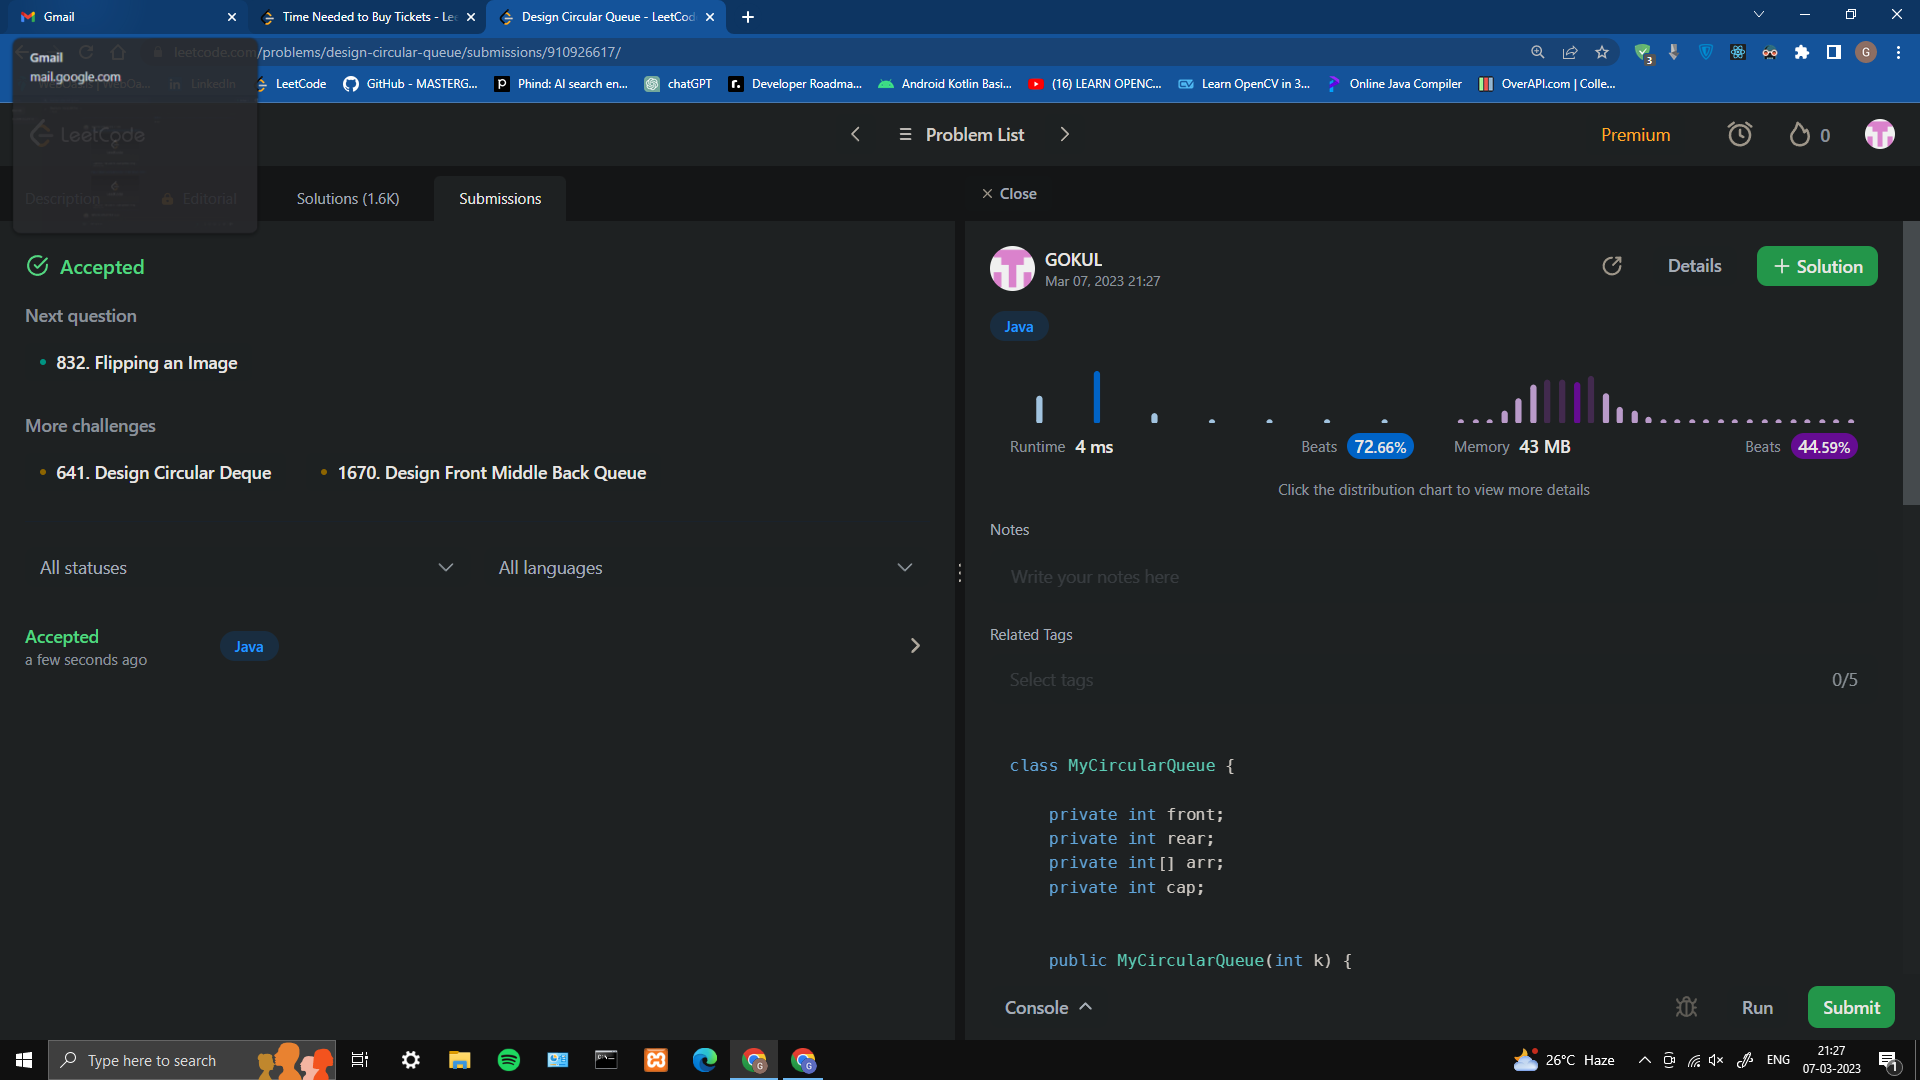 Gmail
Time Needed to Buy Tickets - Lee
Design Circular Queue - LeetCod
leetcode.com/problems/design-circular-queue/submissions/910926617/
Gmail
mail.google.com
LinkedIn
LeetCode
GitHub - MASTERG...
Phind: AI search en...
chatGPT
Developer Roadma...
Android Kotlin Basi...
(16) LEARN OPENC...
Learn OpenCV in 3...
Online Java Compiler
OverAPI.com | Colle...
LeetCode
Problem List
Premium
0
Description
Editorial
Solutions (1.6K)
Submissions
Close
Accepted
Next question
832. Flipping an Image
More challenges
641. Design Circular Deque
1670. Design Front Middle Back Queue
All statuses
All languages
Accepted
a few seconds ago
Java
GOKUL
Mar 07, 2023 21:27
Details
+ Solution
Java
Runtime 4 ms
Beats 72.66%
Memory 43 MB
Beats 44.59%
Click the distribution chart to view more details
Notes
Write your notes here
Related Tags
Select tags
0/5
class MyCircularQueue {
private int front;
private int rear;
private int[] arr;
private int cap;
public MyCircularQueue(int k) {
Console
Run
Submit
Type here to search
26°C Haze
ENG
21:27
07-03-2023
1